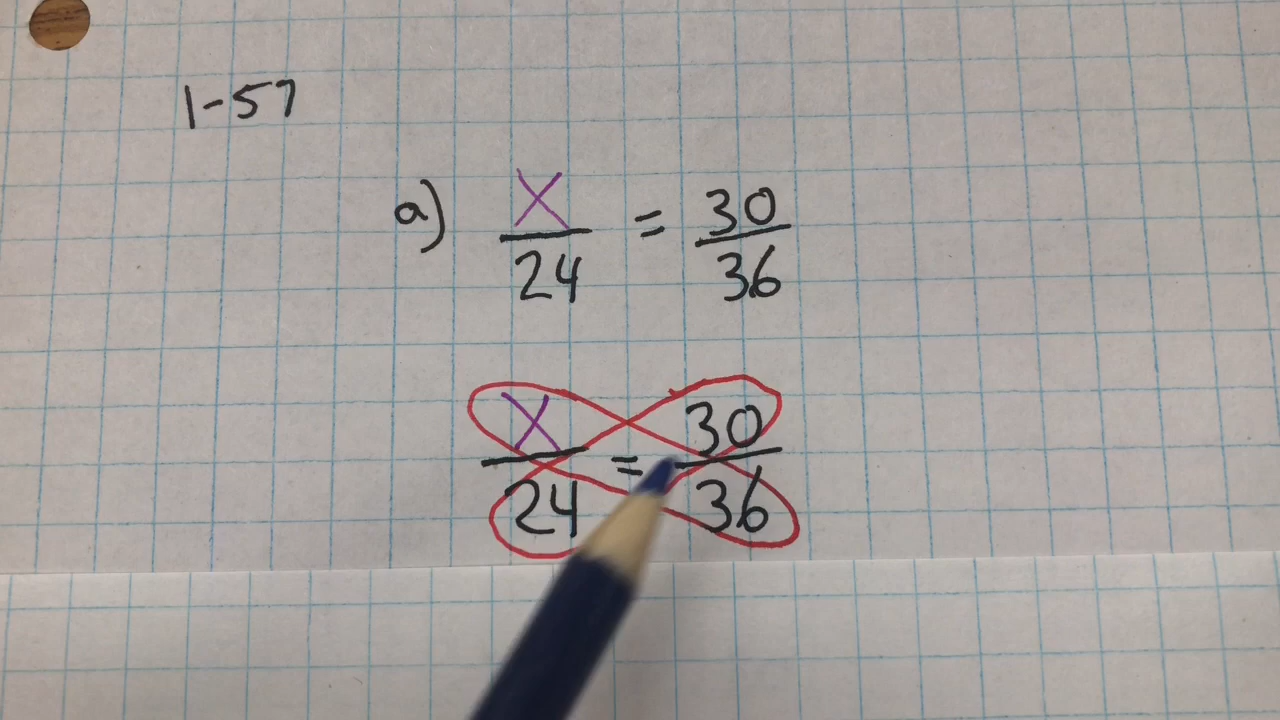 1-57
a) X/24 = 30/36
X/24 = 30/36